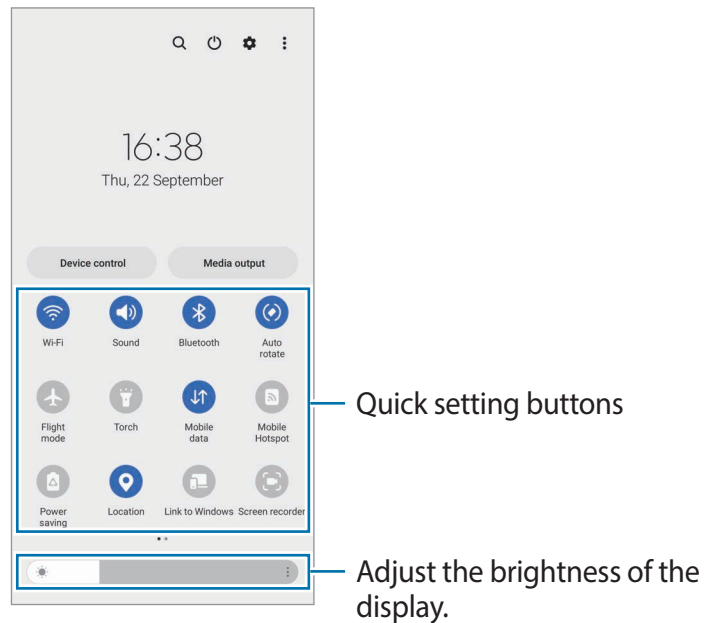 16:38
Thu, 22 September
Device control Media output
Wi-Fi Sound Bluetooth Auto
rotate
Flight Torch Mobile Mobile
mode data Hotspot
Quick setting buttons
Power Location Link to Windows Screen recorder
saving
Adjust the brightness of the
display.